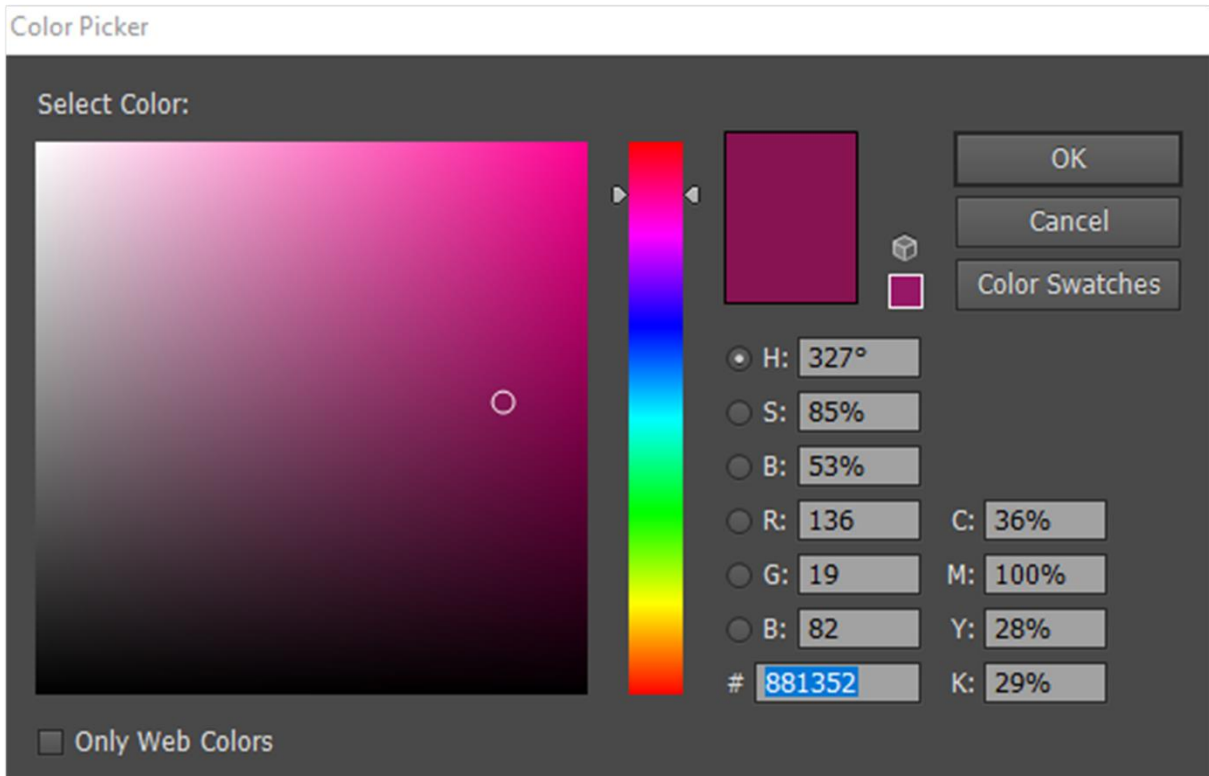 Color Picker
Select Color:
OK
Cancel
Color Swatches
H: 327°
S: 85%
B: 53%
R: 136 C: 36%
G: 19 M: 100%
B: 82 Y: 28%
# 881352 K: 29%
Only Web Colors